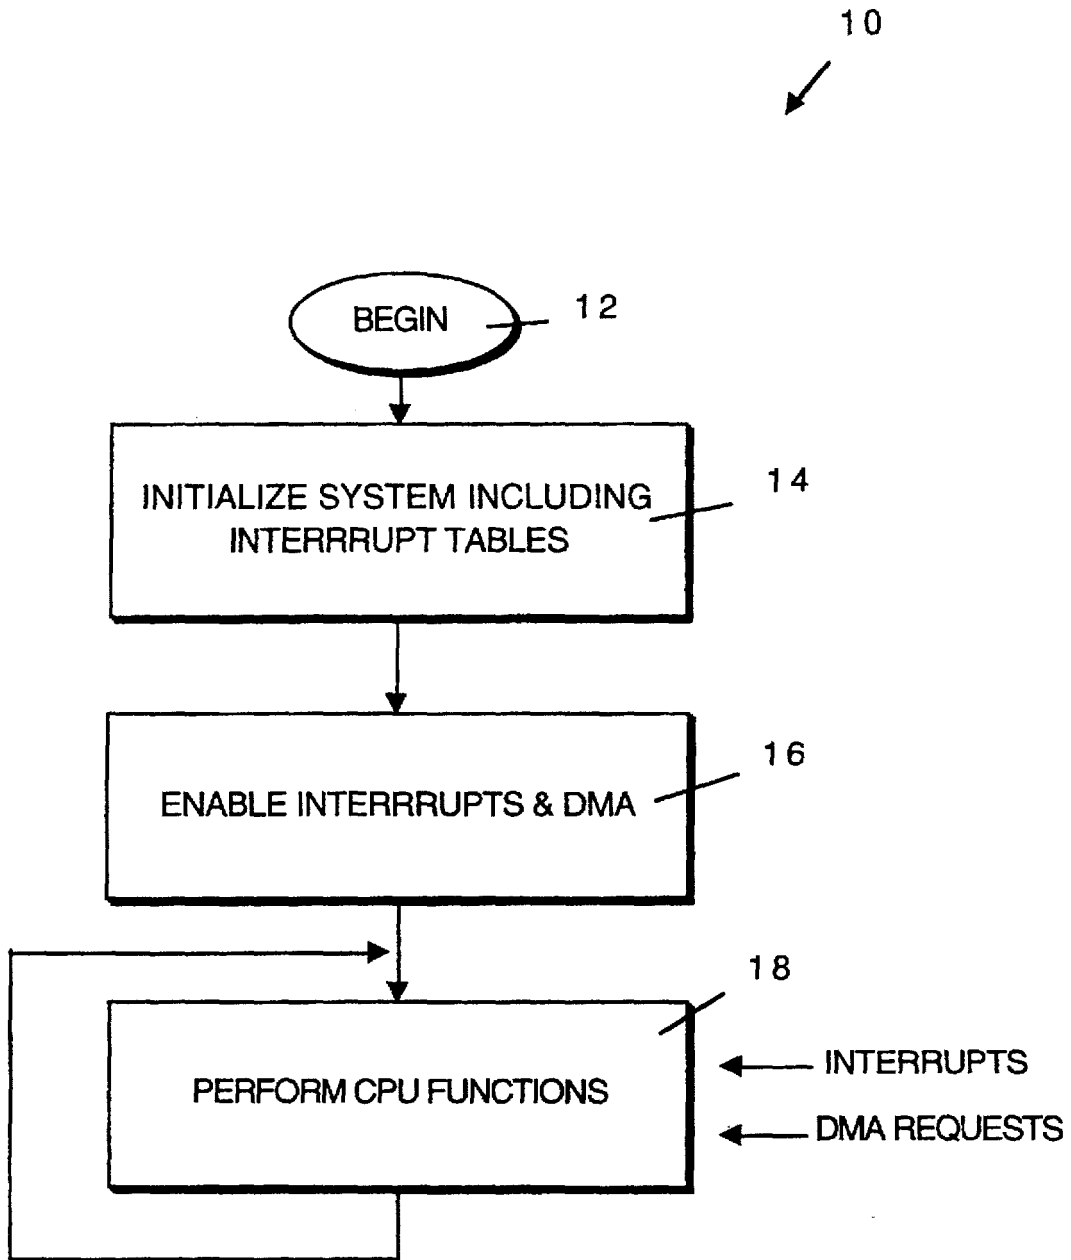 10
BEGIN
12
INITIALIZE SYSTEM INCLUDING
INTERRRUPT TABLES
14
ENABLE INTERRRUPTS & DMA
16
18
PERFORM CPU FUNCTIONS
INTERRUPTS
DMA REQUESTS